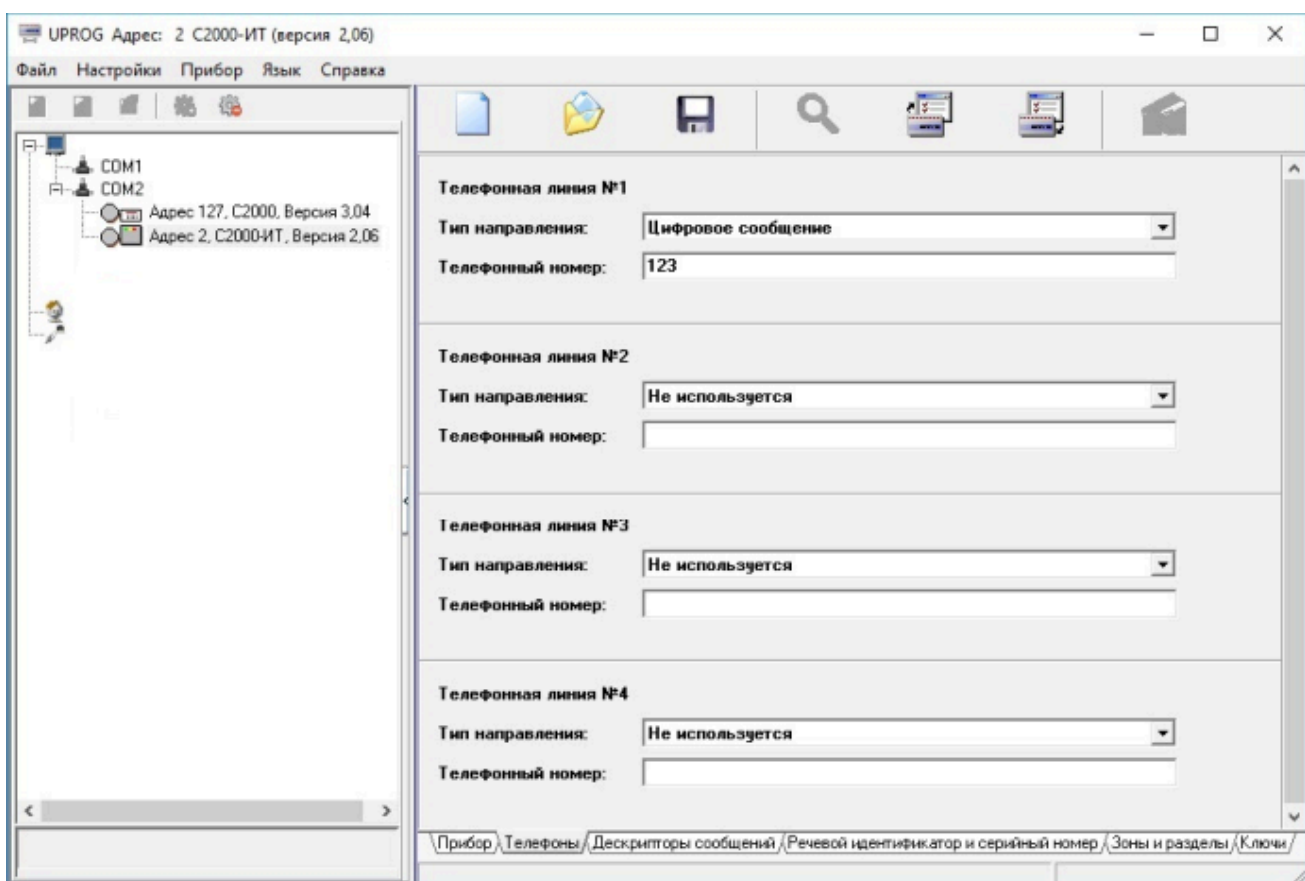 UPROG Адрес: 2 С2000-ИТ (версия 2,06)
Файл Настройки Прибор Язык Справка
COM1
COM2
Адрес 127, С2000, Версия 3,04
Адрес 2, С2000-ИТ, Версия 2,06
Телефонная линия №1
Тип направления: Цифровое сообщение
Телефонный номер: 123
Телефонная линия №2
Тип направления: Не используется
Телефонный номер:
Телефонная линия №3
Тип направления: Не используется
Телефонный номер:
Телефонная линия №4
Тип направления: Не используется
Телефонный номер:
Прибор Телефоны Дескрипторы сообщений Речевой идентификатор и серийный номер Зоны и разделы Ключи